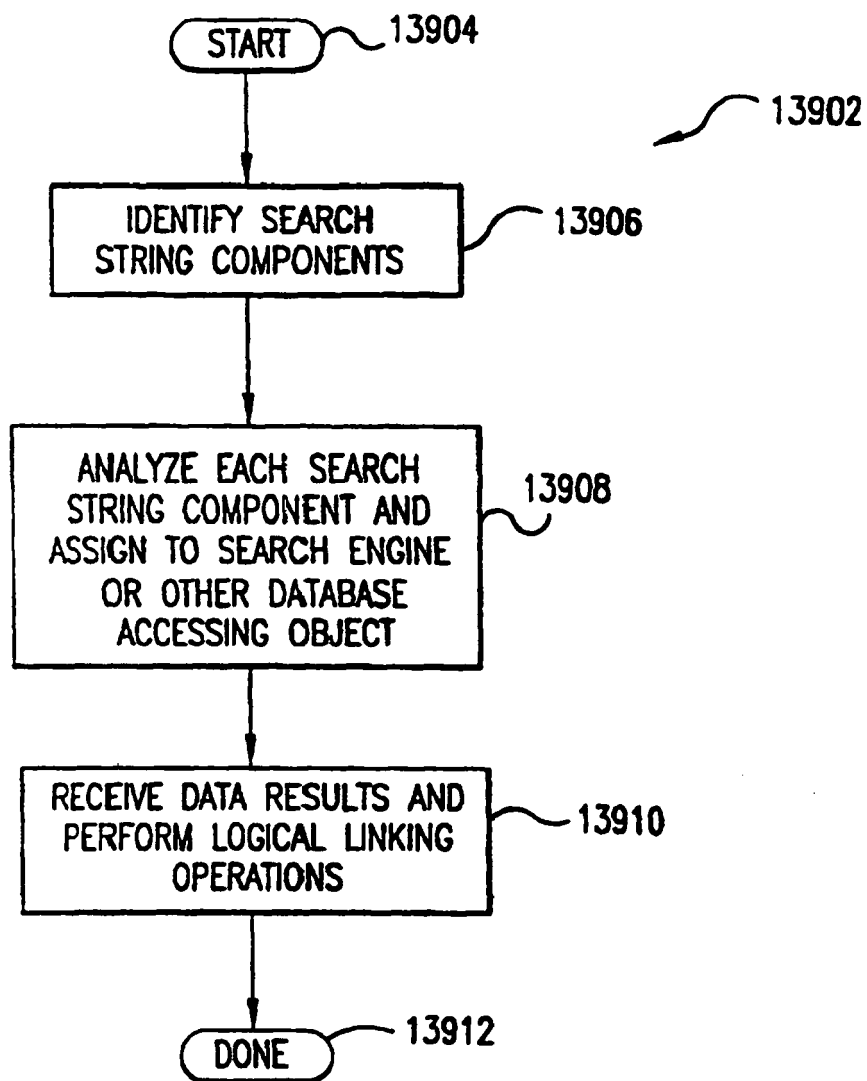 START
13904
13902
IDENTIFY SEARCH
STRING COMPONENTS
13906
ANALYZE EACH SEARCH
STRING COMPONENT AND
ASSIGN TO SEARCH ENGINE
OR OTHER DATABASE
ACCESSING OBJECT
13908
RECEIVE DATA RESULTS AND
PERFORM LOGICAL LINKING
OPERATIONS
13910
DONE
13912